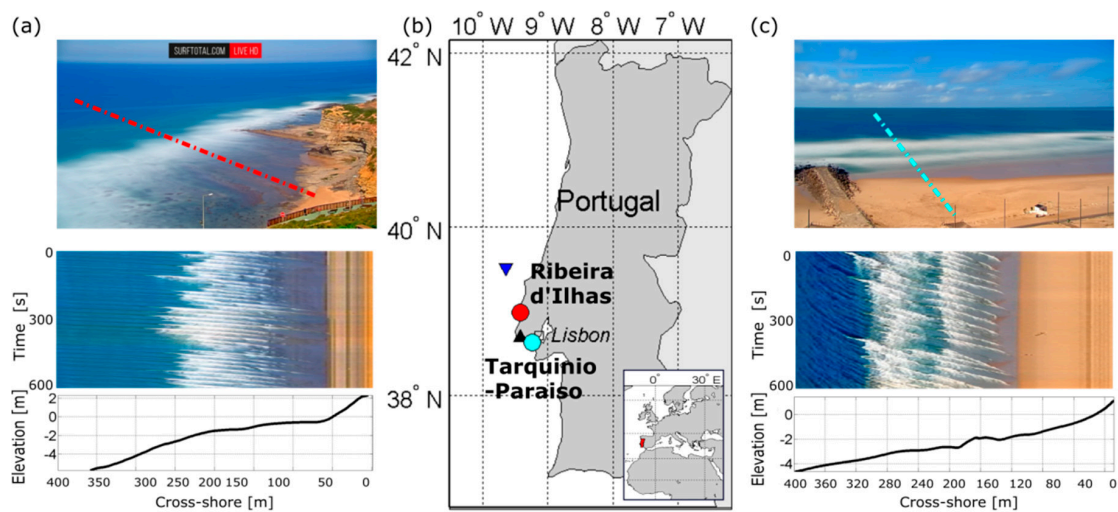 (a)
SURFTOTAL.COM LIVE HD
Time [s]
0
300
600
Elevation [m]
2
0
-2
-4
400 350 300 250 200 150 100 50 0
Cross-shore [m]
(b)
10° W 9° W 8° W 7° W
42° N
40° N
38° N
Portugal
Ribeira
d'Ilhas
Lisbon
Tarquinio
-Paraiso
0° 30° E
60° N
30° N
(c)
Time [s]
0
300
600
Elevation [m]
0
-2
-4
400 360 320 280 240 200 160 120 80 40 0
Cross-shore [m]